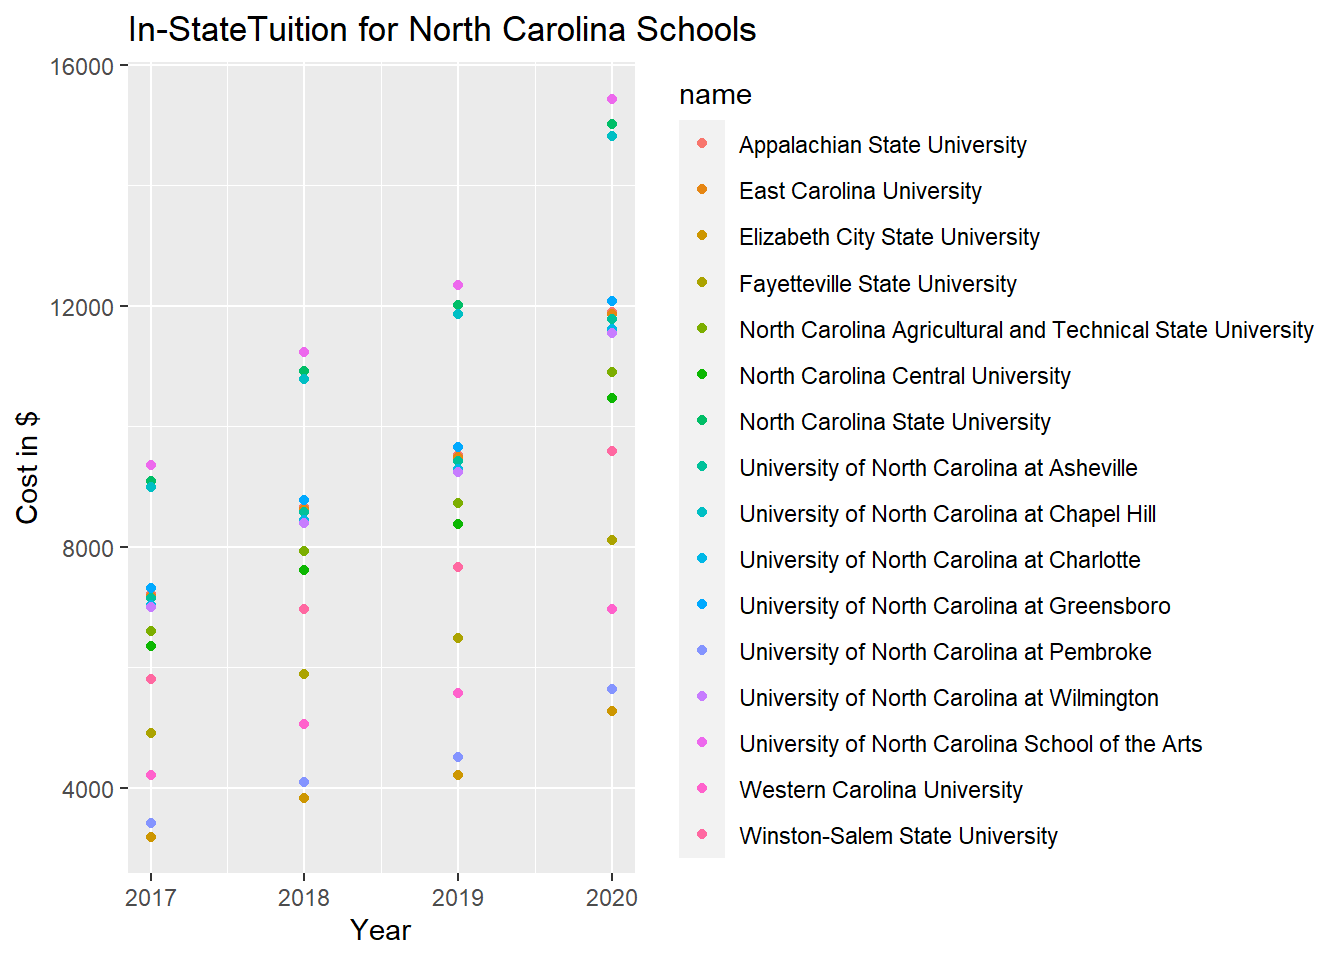 In-StateTuition for North Carolina Schools
16000
12000
8000
4000
Cost in $
2017 2018 2019 2020
Year
name
Appalachian State University
East Carolina University
Elizabeth City State University
Fayetteville State University
North Carolina Agricultural and Technical State University
North Carolina Central University
North Carolina State University
University of North Carolina at Asheville
University of North Carolina at Chapel Hill
University of North Carolina at Charlotte
University of North Carolina at Greensboro
University of North Carolina at Pembroke
University of North Carolina at Wilmington
University of North Carolina School of the Arts
Western Carolina University
Winston-Salem State University